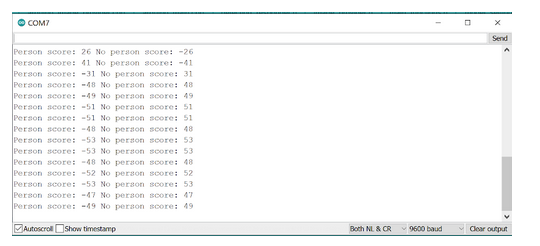 COM7
Send
Person score: 26 No person score: -26
Person score: 41 No person score: -41
Person score: -31 No person score: 31
Person score: -48 No person score: 48
Person score: -49 No person score: 49
Person score: -51 No person score: 51
Person score: -51 No person score: 51
Person score: -48 No person score: 48
Person score: -53 No person score: 53
Person score: -53 No person score: 53
Person score: -48 No person score: 48
Person score: -52 No person score: 52
Person score: -53 No person score: 53
Person score: -47 No person score: 47
Person score: -49 No person score: 49
Autoscroll Show timestamp Both NL & CR 9600 baud Clear output